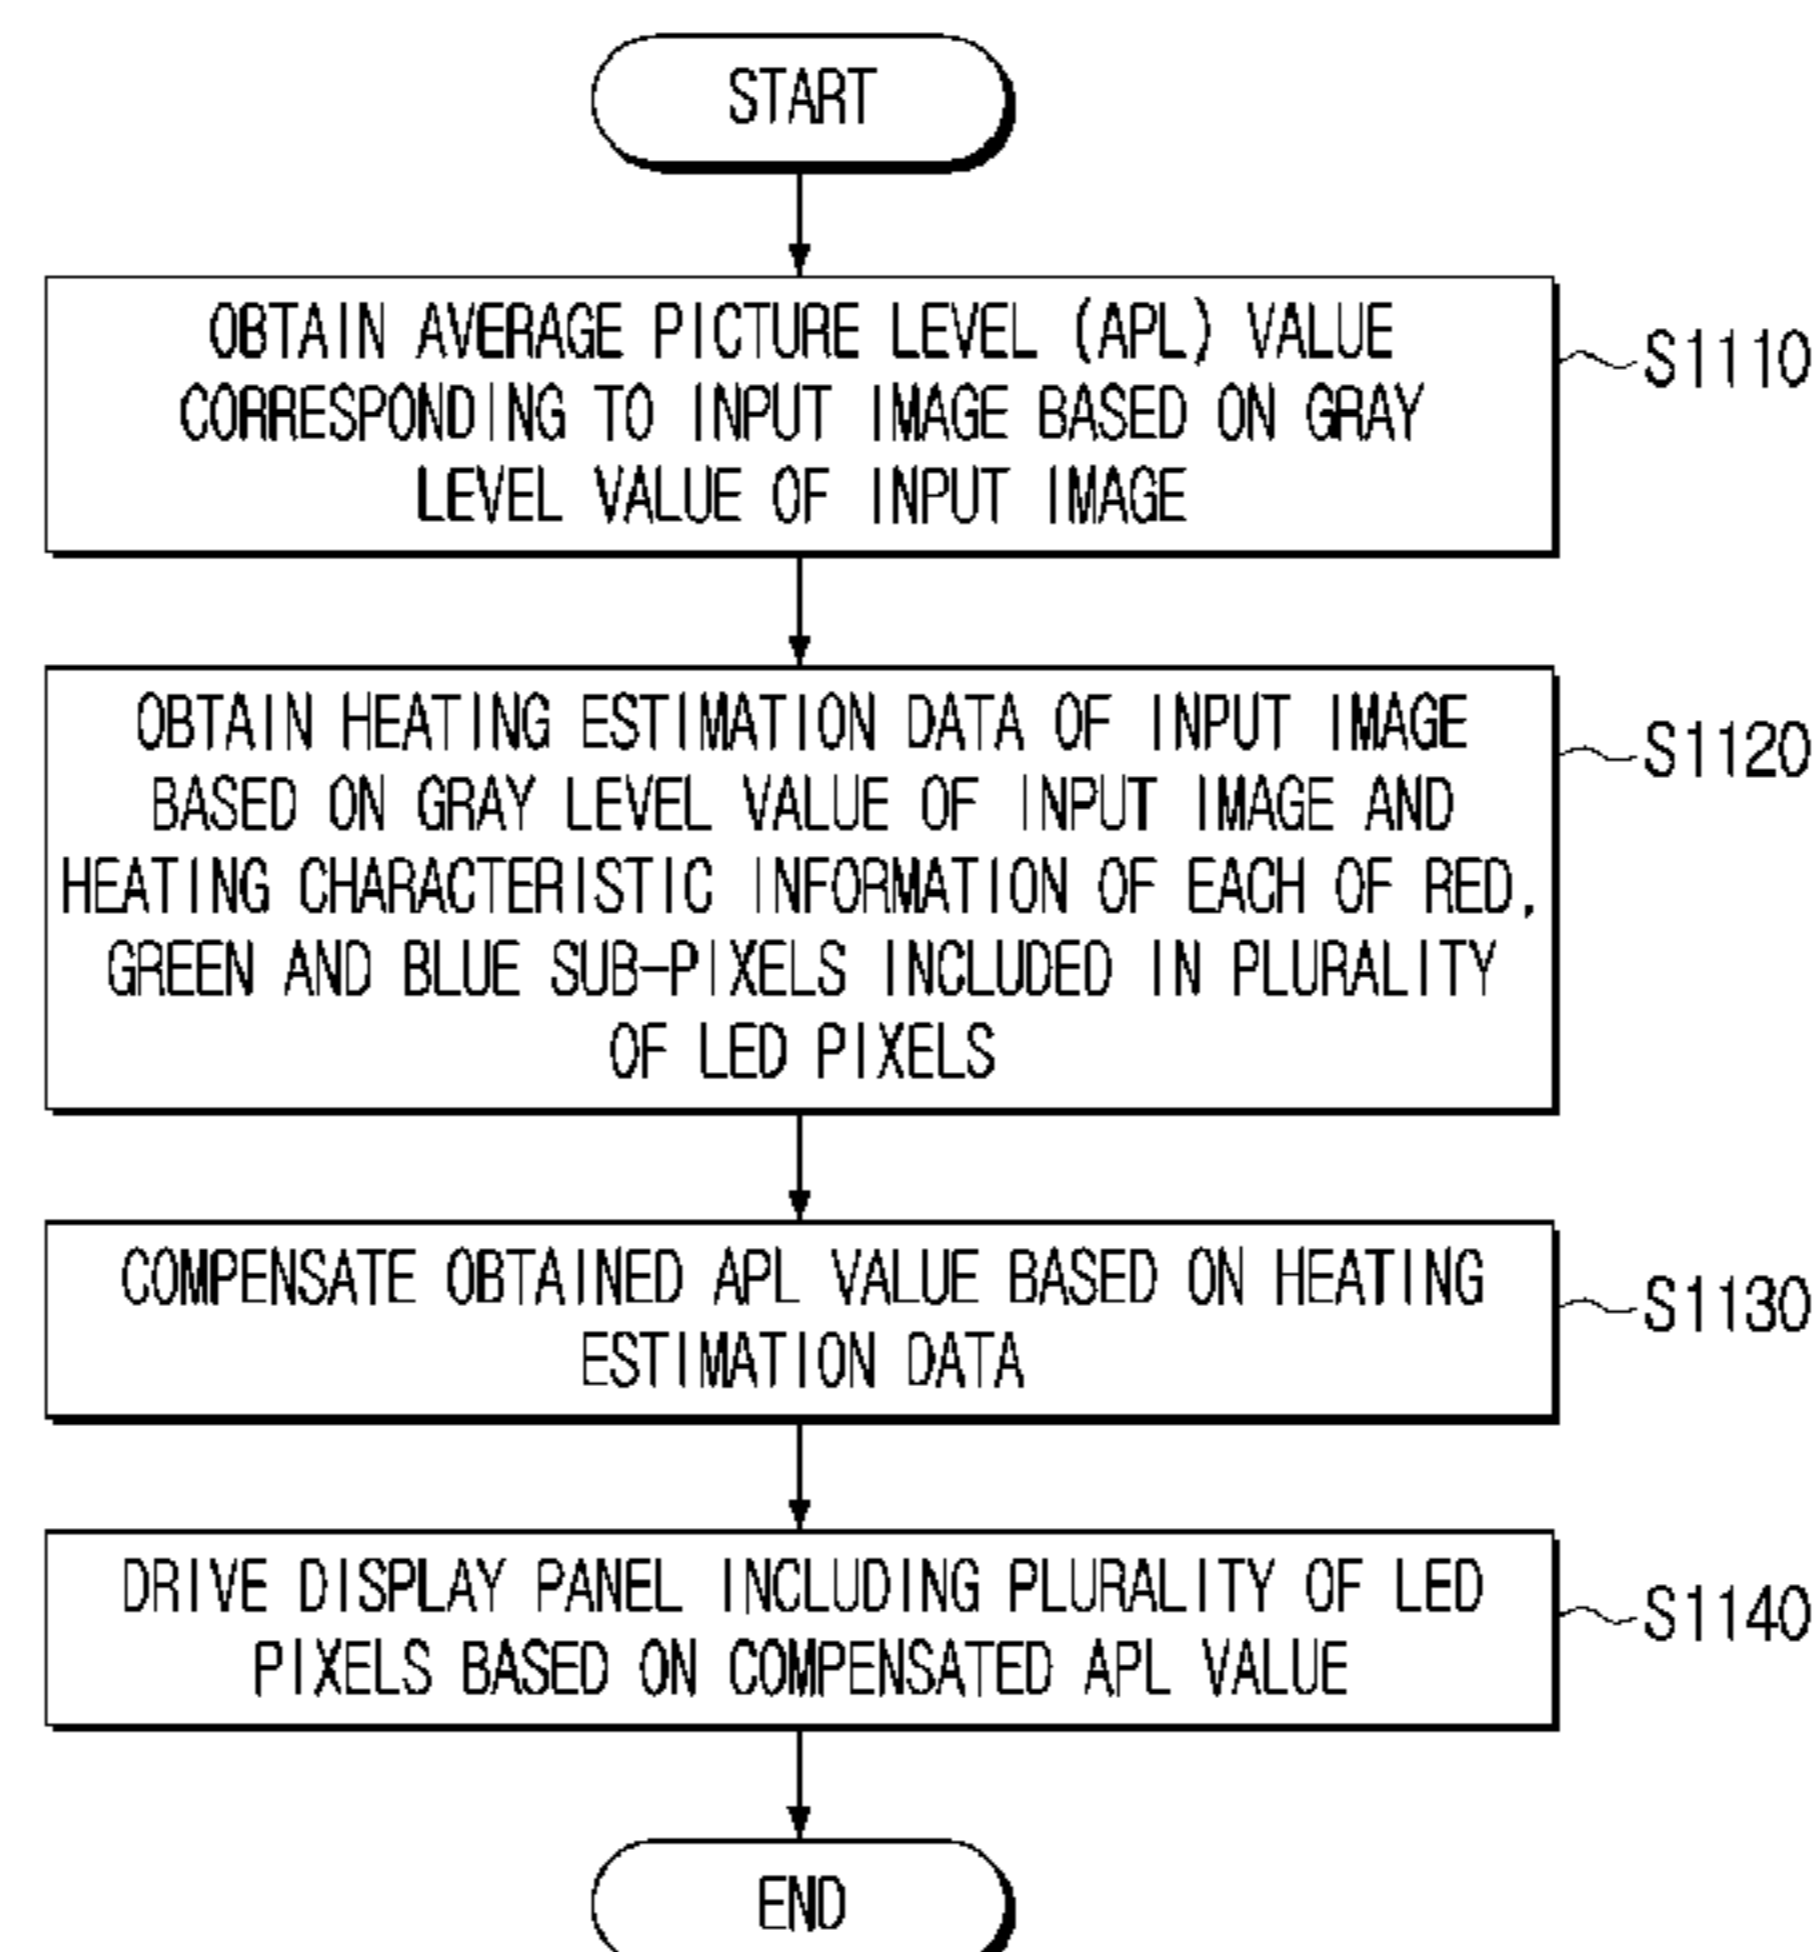 START
OBTAIN AVERAGE PICTURE LEVEL (APL) VALUE
CORRESPONDING TO INPUT IMAGE BASED ON GRAY
LEVEL VALUE OF INPUT IMAGE
S1110
OBTAIN HEATING ESTIMATION DATA OF INPUT IMAGE
BASED ON GRAY LEVEL VALUE OF INPUT IMAGE AND
HEATING CHARACTERISTIC INFORMATION OF EACH OF RED,
GREEN AND BLUE SUB-PIXELS INCLUDED IN PLURALITY
OF LED PIXELS
S1120
COMPENSATE OBTAINED APL VALUE BASED ON HEATING
ESTIMATION DATA
S1130
DRIVE DISPLAY PANEL INCLUDING PLURALITY OF LED
PIXELS BASED ON COMPENSATED APL VALUE
S1140
END